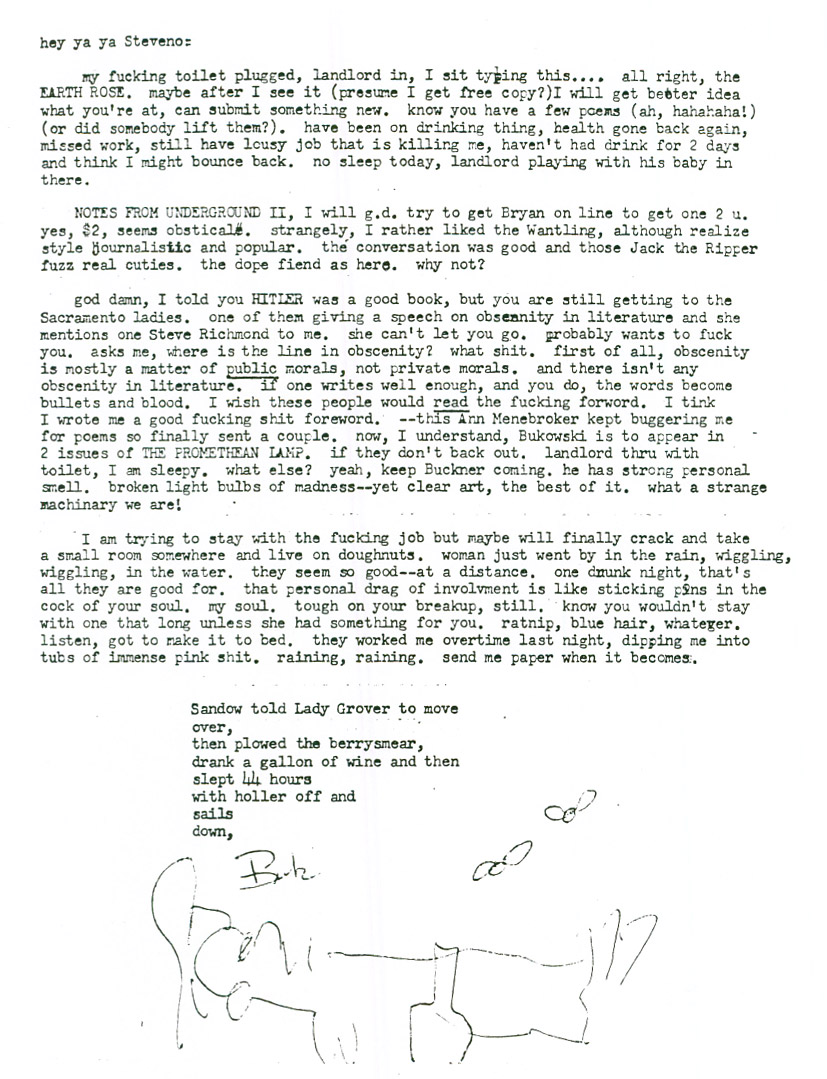 hey ya ya Steveno:
my fucking toilet plugged, landlord in, I sit typing this.... all right, the
EARTH ROSE. maybe after I see it (presume I get free copy?)I will get better idea
what you're at, can submit something new. know you have a few poems (ah, hahahaha!)
(or did somebody lift them?). have been on drinking thing, health gone back again,
missed work, still have lousy job that is killing me, haven't had drink for 2 days
and think I might bounce back. no sleep today, landlord playing with his baby in
there.
NOTES FROM UNDERGROUND II, I will g.d. try to get Bryan on line to get one 2 u.
yes, $2, seems obstical. strangely, I rather liked the Wantling, although realize
style journalistic and popular. the conversation was good and those Jack the Ripper
fuzz real cuties. the dope fiend as here. why not?
god damn, I told you HITLER was a good book, but you are still getting to the
Sacramento ladies. one of them giving a speech on obsennity in literature and she
mentions one Steve Richmond to me. she can't let you go. probably wants to fuck
you. asks me, where is the line in obscenity? what shit. first of all, obscenity
is mostly a matter of public morals, not private morals. and there isn't any
obscenity in literature. if one writes well enough, and you do, the words become
bullets and blood. I wish these people would read the fucking forword. I tink
I wrote me a good fucking shit foreword. --this Ann Menebroker kept buggering me
for poems so finally sent a couple. now, I understand, Bukowski is to appear in
2 issues of THE PROMETHEAN LAMP. if they don't back out. landlord thru with
toilet, I am sleepy. what else? yeah, keep Buckner coming. he has strong personal
smell. broken light bulbs of madness--yet clear art, the best of it. what a strange
machinary we are!
I am trying to stay with the fucking job but maybe will finally crack and take
a small room somewhere and live on doughnuts. woman just went by in the rain, wiggling,
wiggling, in the water. they seem so good--at a distance. one drunk night, that's
all they are good for. that personal drag of involvment is like sticking pins in the
cock of your soul. my soul. tough on your breakup, still. know you wouldn't stay
with one that long unless she had something for you. ratnip, blue hair, whatever.
listen, got to make it to bed. they worked me overtime last night, dipping me into
tubs of immense pink shit. raining, raining. send me paper when it becomes.
Sandow told Lady Grover to move
over,
then plowed the berrysmear,
drank a gallon of wine and then
slept 44 hours
with holler off and
sails
down,
Buk